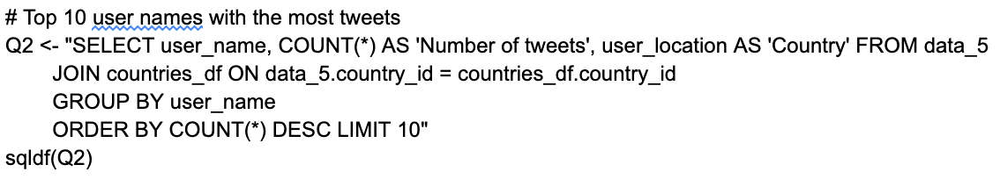 # Top 10 user names with the most tweets
Q2 <- "SELECT user_name, COUNT(*) AS 'Number of tweets', user_location AS 'Country' FROM data_5
JOIN countries_df ON data_5.country_id = countries_df.country_id
GROUP BY user_name
ORDER BY COUNT(*) DESC LIMIT 10"
sqldf(Q2)